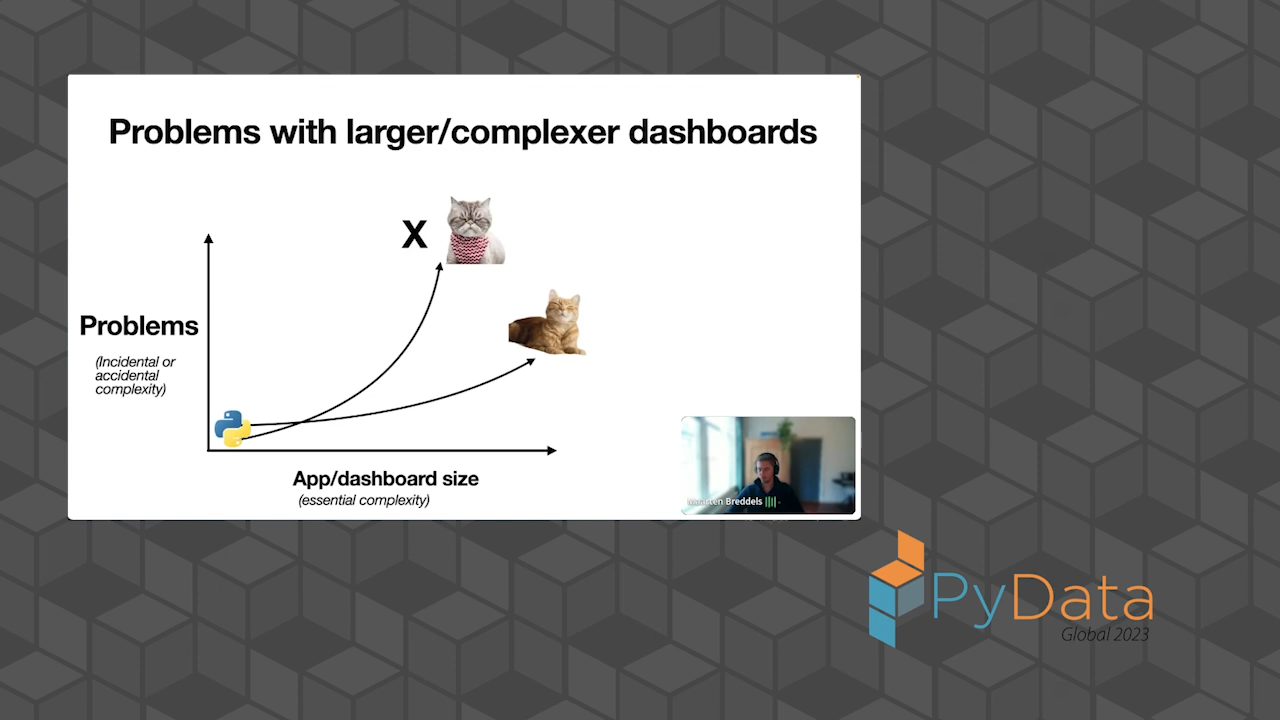 Problems with larger/complexer dashboards
X
Problems
(Incidental or
accidental
complexity)
App/dashboard size
(essential complexity)
Maarten Breddels
PyData
Global 2023